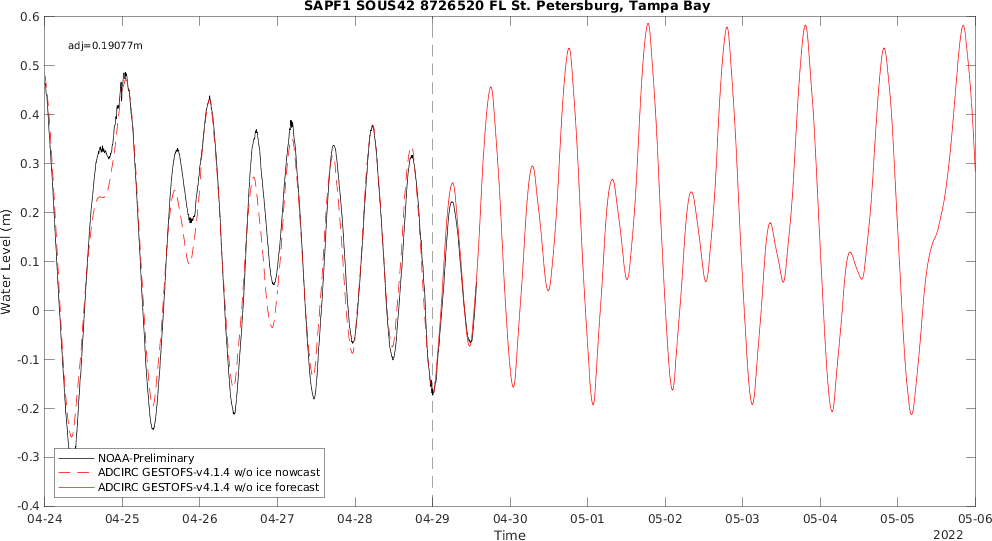 SAPF1 SOUS42 8726520 FL St. Petersburg, Tampa Bay
adj=0.19077m
0.6
0.5
0.4
0.3
0.2
0.1
0
-0.1
-0.2
-0.3
-0.4
Water Level (m)
NOAA-Preliminary
ADCIRC GESTOFS-v4.1.4 w/o ice nowcast
ADCIRC GESTOFS-v4.1.4 w/o ice forecast
04-24 04-25 04-26 04-27 04-28 04-29 04-30 05-01 05-02 05-03 05-04 05-05 05-06
Time
2022